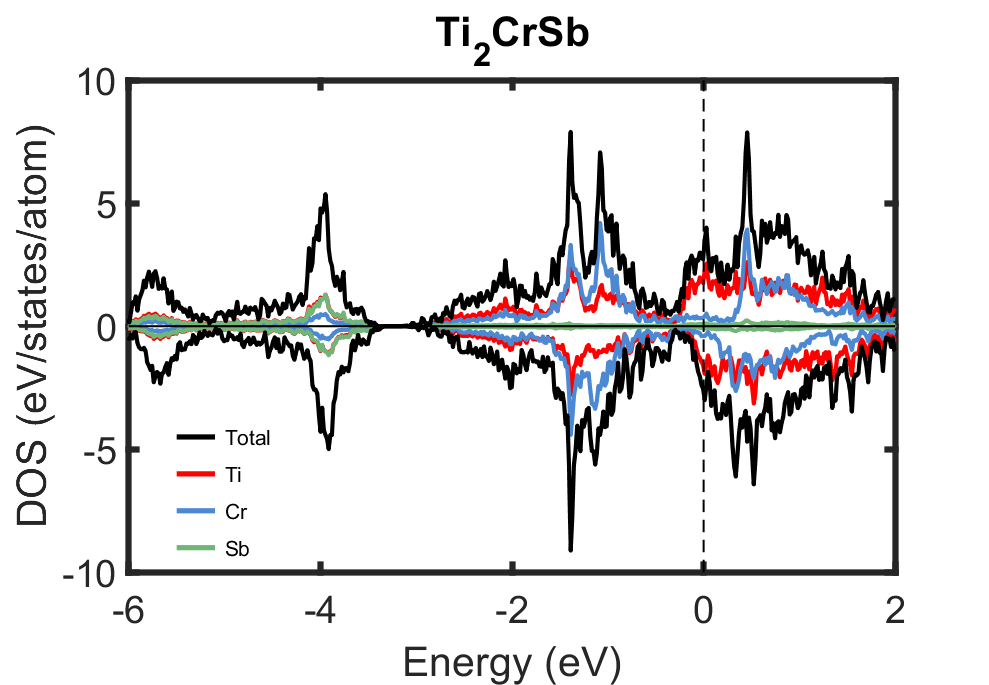 Ti2CrSb
10
5
0
-5
-10
DOS (eV/states/atom)
Total
Ti
Cr
Sb
-6 -4 -2 0 2
Energy (eV)